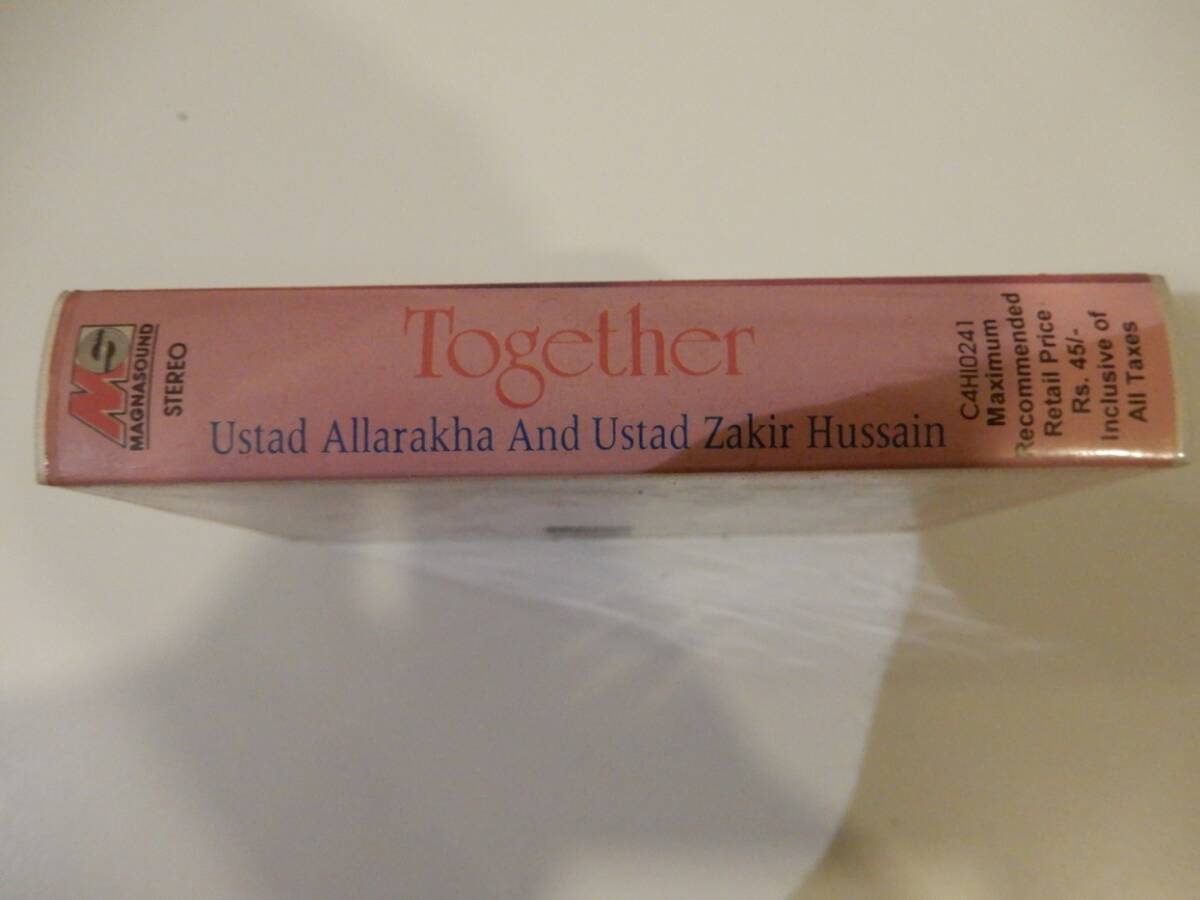 MAGNASOUND
STEREO
Together
Ustad Allarakha And Ustad Zakir Hussain
C4HI0241
Maximum
Recommended
Retail Price
Rs. 45/-
Inclusive of
All Taxes